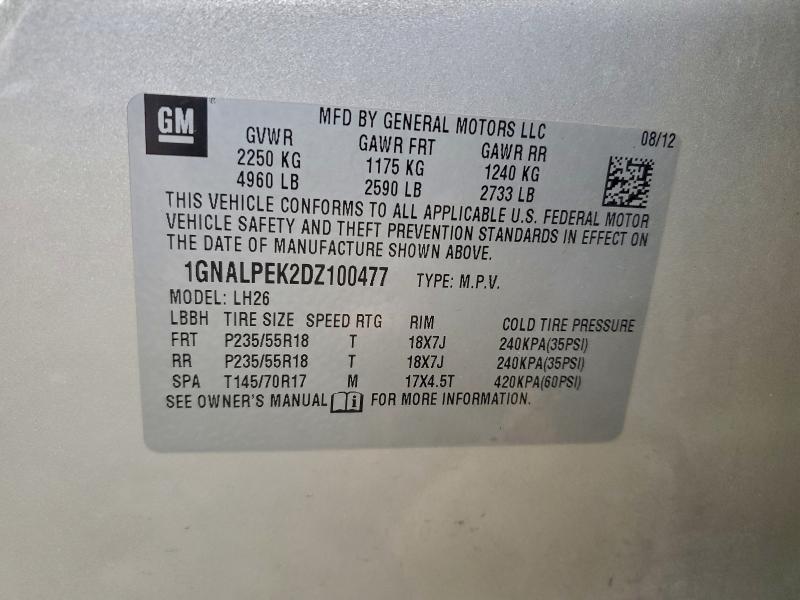 GM
MFD BY GENERAL MOTORS LLC 08/12
GVWR GAWR FRT GAWR RR
2250 KG 1175 KG 1240 KG
4960 LB 2590 LB 2733 LB
THIS VEHICLE CONFORMS TO ALL APPLICABLE U.S. FEDERAL MOTOR
VEHICLE SAFETY AND THEFT PREVENTION STANDARDS IN EFFECT ON
THE DATE OF MANUFACTURE SHOWN ABOVE.
1GNALPEK2DZ100477 TYPE: M.P.V.
MODEL: LH26
LBBH TIRE SIZE SPEED RTG RIM COLD TIRE PRESSURE
FRT P235/55R18 T 18X7J 240KPA(35PSI)
RR P235/55R18 T 18X7J 240KPA(35PSI)
SPA T145/70R17 M 17X4.5T 420KPA(60PSI)
SEE OWNER'S MANUAL i FOR MORE INFORMATION.